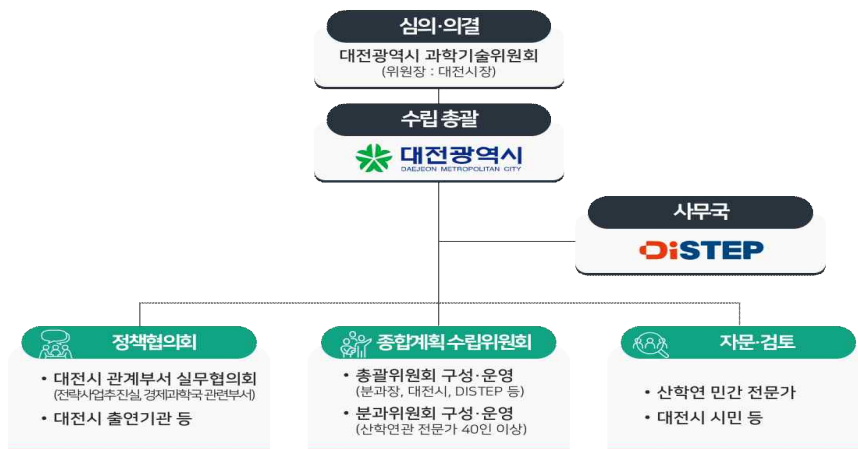 심의·의결
대전광역시 과학기술위원회
(위원장 : 대전시장)
수립 총괄
대전광역시
DAEJEON METROPOLITAN CITY
사무국
DiSTEP
정책협의회
• 대전시 관계부서 실무협의회
(전략사업추진실, 경제과학국 관련부서)
• 대전시 출연기관 등
종합계획 수립위원회
• 총괄위원회 구성·운영
(분과장, 대전시, DISTEP 등)
• 분과위원회 구성·운영
(산학연관 전문가 40인 이상)
자문·검토
• 산학연 민간 전문가
• 대전시 시민 등